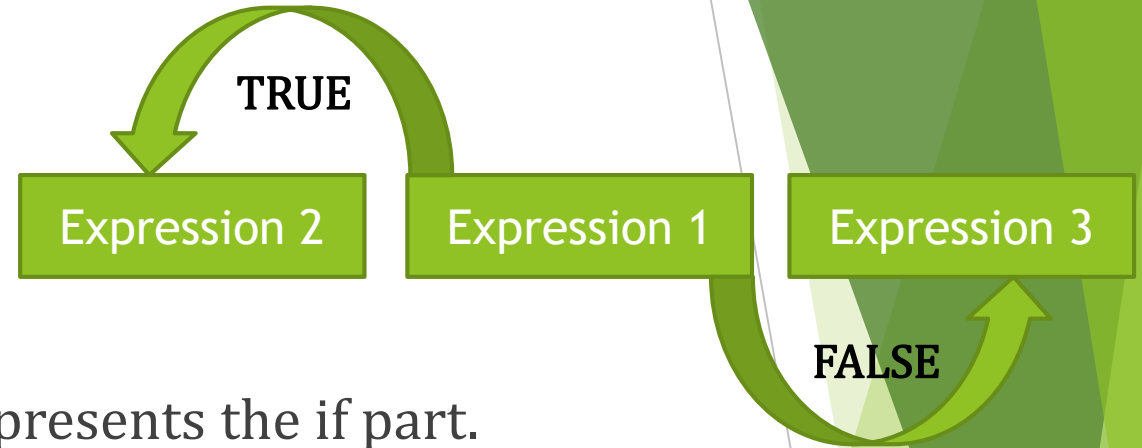 TRUE
Expression 2 Expression 1 Expression 3
FALSE
presents the if part.